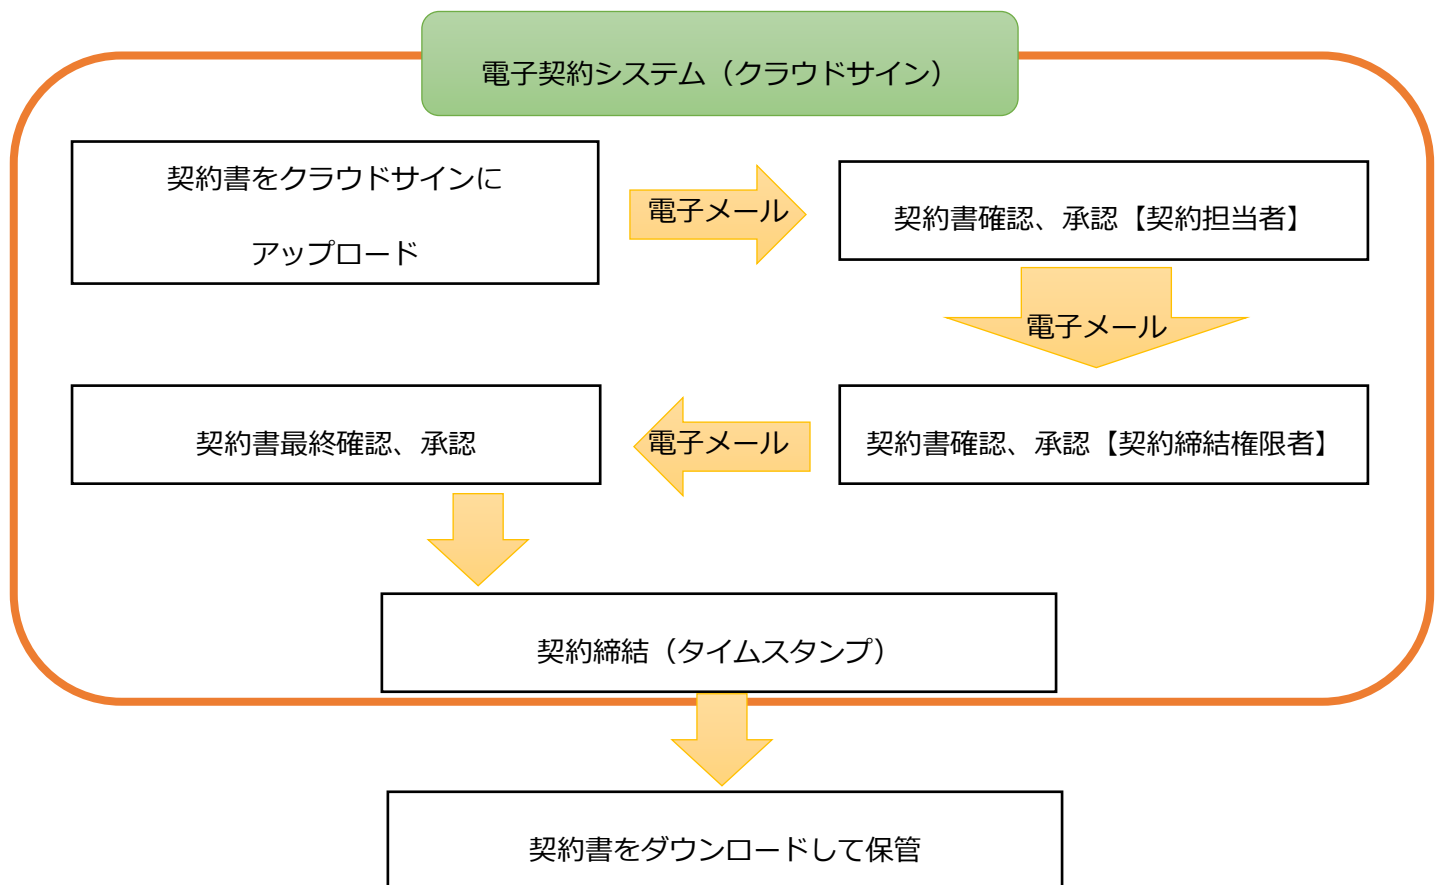 電子契約システム（クラウドサイン）
契約書をクラウドサインに
アップロード
電子メール
契約書確認、承認【契約担当者】
電子メール
契約書確認、承認【契約締結権限者】
電子メール
契約書最終確認、承認
契約締結（タイムスタンプ）
契約書をダウンロードして保管